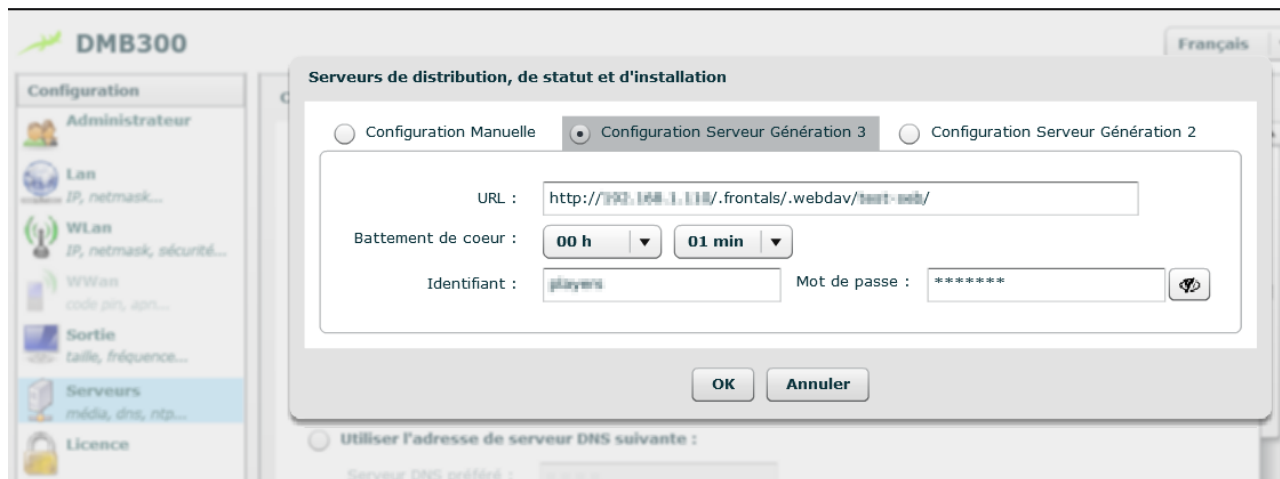 DMB300
Français
Configuration
Administrateur
Lan
IP, netmask...
WLan
IP, netmask, sécurité...
WWan
code pin, apn...
Sortie
taille, fréquence...
Serveurs
média, dns, ntp...
Licence
Serveurs de distribution, de statut et d'installation
Configuration Manuelle
Configuration Serveur Génération 3
Configuration Serveur Génération 2
URL :
http:// /.frontals/.webdav/ /
Battement de coeur :
00 h
01 min
Identifiant :
players
Mot de passe :
*******
OK
Annuler
Utiliser l'adresse de serveur DNS suivante :
Serveur DNS préféré :